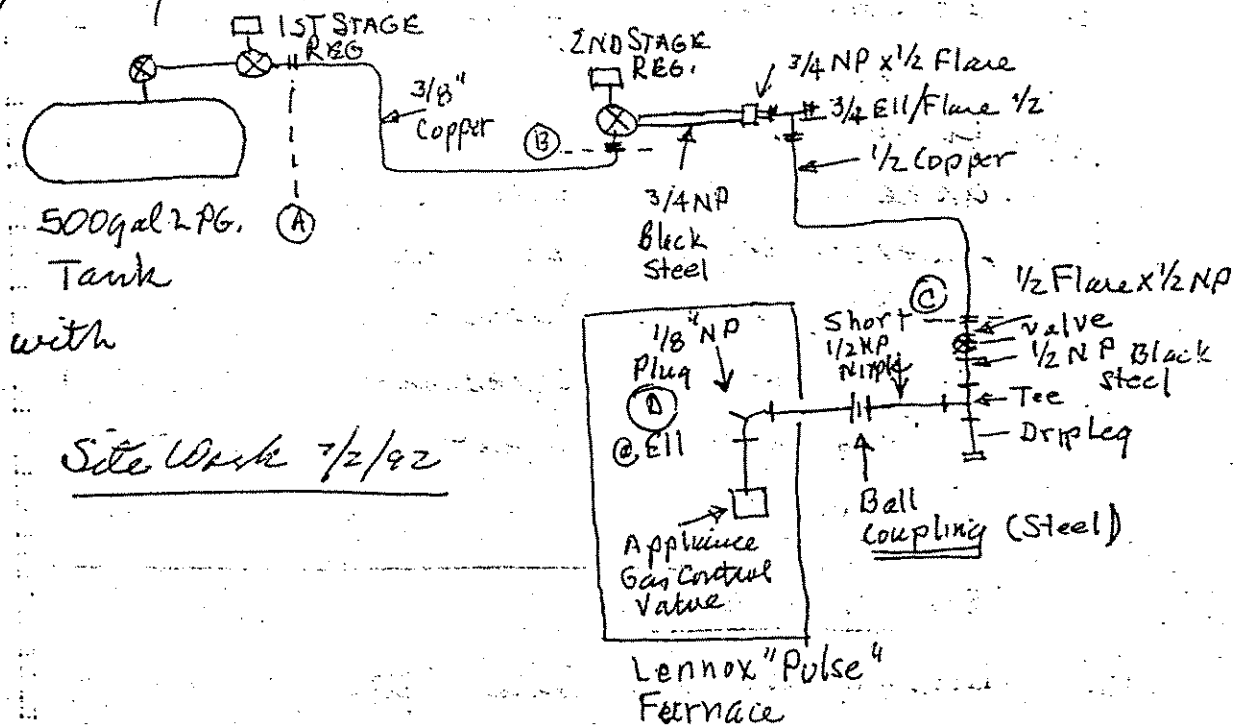 1ST STAGE
REG
2ND STAGE
REG.
3/4 NP x 1/2 Flare
3/4 Ell/Flare 1/2
3/8"
Copper
B
1/2 Copper
3/4 NP
Black
Steel
500gal LPG.
Tank
with
A
1/2 Flare x 1/2 NP
valve
C
Short
1/2 NP
Nipple
1/2 NP Black
Steel
Tee
Drip Leg
1/8" NP
Plug
D
@ Ell
Site Work 7/2/92
Ball
Coupling (Steel)
Appliance
Gas Control
Valve
Lennox "Pulse"
Furnace